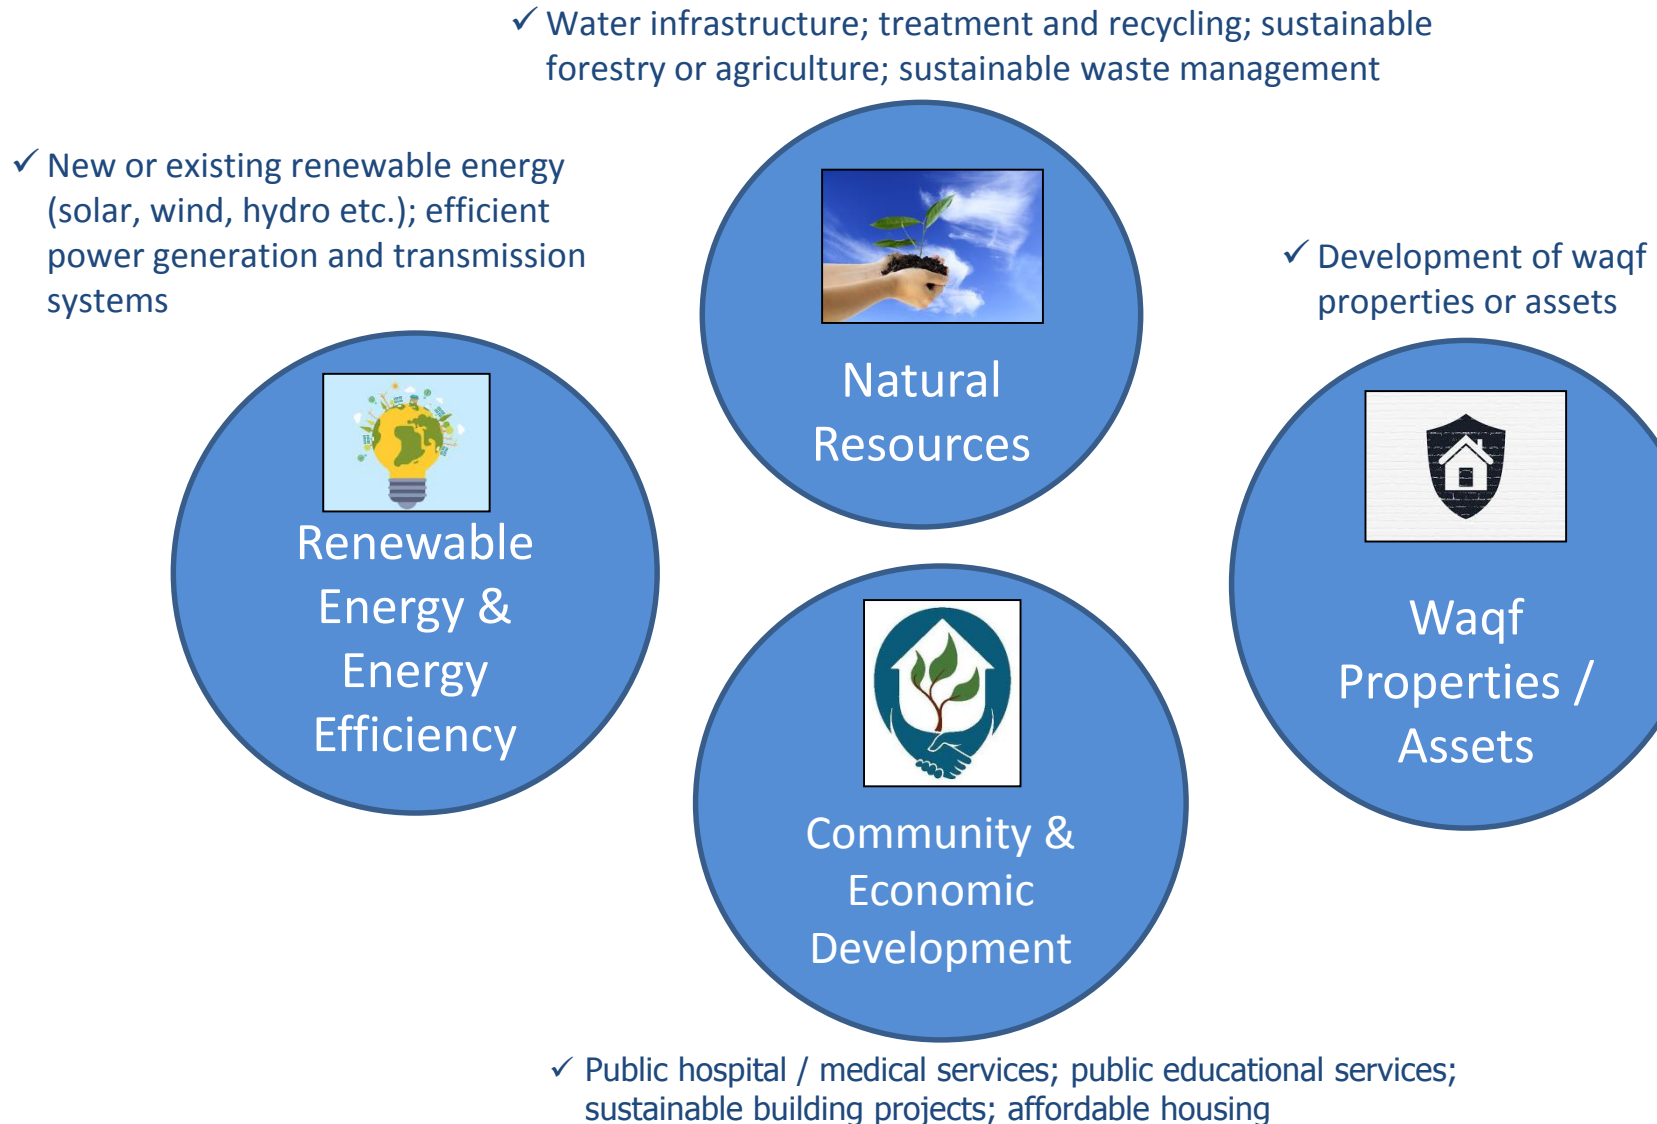 ✓ Water infrastructure; treatment and recycling; sustainable
forestry or agriculture; sustainable waste management
✓ New or existing renewable energy
(solar, wind, hydro etc.); efficient
power generation and transmission
systems
✓ Development of waqf
properties or assets
Natural
Resources
Renewable
Energy &
Energy
Efficiency
Waqf
Properties /
Assets
Community &
Economic
Development
✓ Public hospital / medical services; public educational services;
sustainable building projects; affordable housing